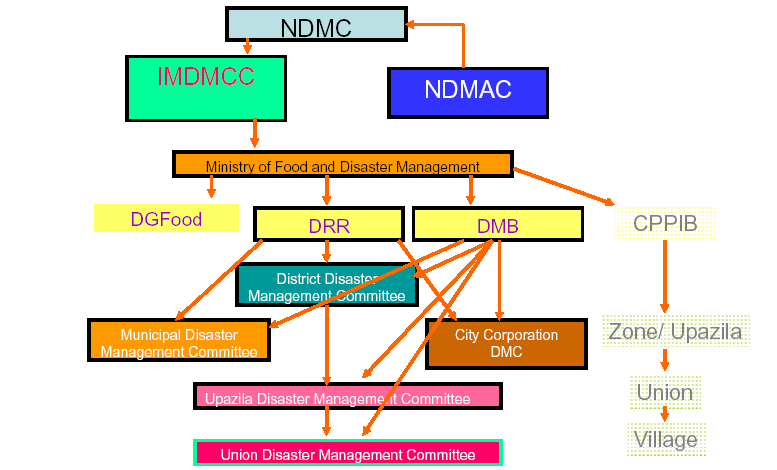 NDMC
IMDMCC
NDMAC
Ministry of Food and Disaster Management
DGFood
DRR
DMB
CPPIB
District Disaster
Management Committee
Municipal Disaster
Management Committee
City Corporation
DMC
Zone/ Upazila
Upazila Disaster Management Committee
Union
Union Disaster Management Committee
Village